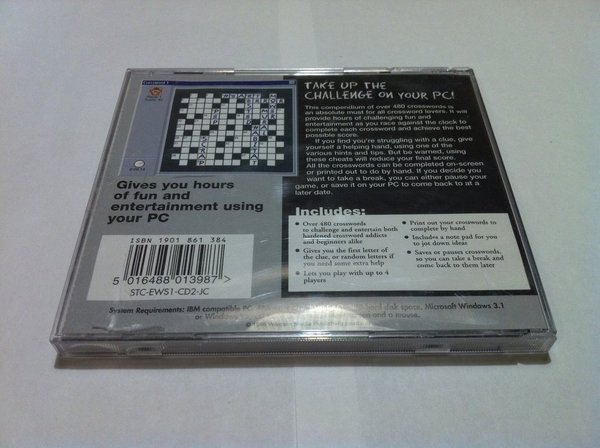 Crossword 1
TAKE UP THE
CHALLENGE ON YOUR PC!
This compendium of over 480 crosswords is
an absolute must for all crossword lovers. It will
provide hours of challenging fun and
entertainment as you race against the clock to
complete each crossword and achieve the best
possible score.
If you find you're struggling with a clue, give
yourself a helping hand, using one of the
various hints and tips. But be warned, using
these cheats will reduce your final score.
All the crosswords can be completed on-screen
or printed out to do by hand. If you decide you
want to take a break, you can either pause your
game, or save it on your PC to come back to at a
later date.
Gives you hours
of fun and
entertainment using
your PC
Includes:
• Over 480 crosswords
to challenge and entertain both
hardened crossword addicts
and beginners alike
• Gives you the first letter of
the clue, or random letters if
you need some extra help
• Lets you play with up to 4
players
• Print out your crosswords to
complete by hand
• Includes a note pad for you
to jot down ideas
• Saves or pauses crosswords,
so you can take a break and
come back to them later
ISBN 1901 861 384
5 016488 013987 >
STC-EWS1-CD2-JC
System Requirements: IBM compatible PC, hard disk space, Microsoft Windows 3.1
or Windows screen and a mouse.